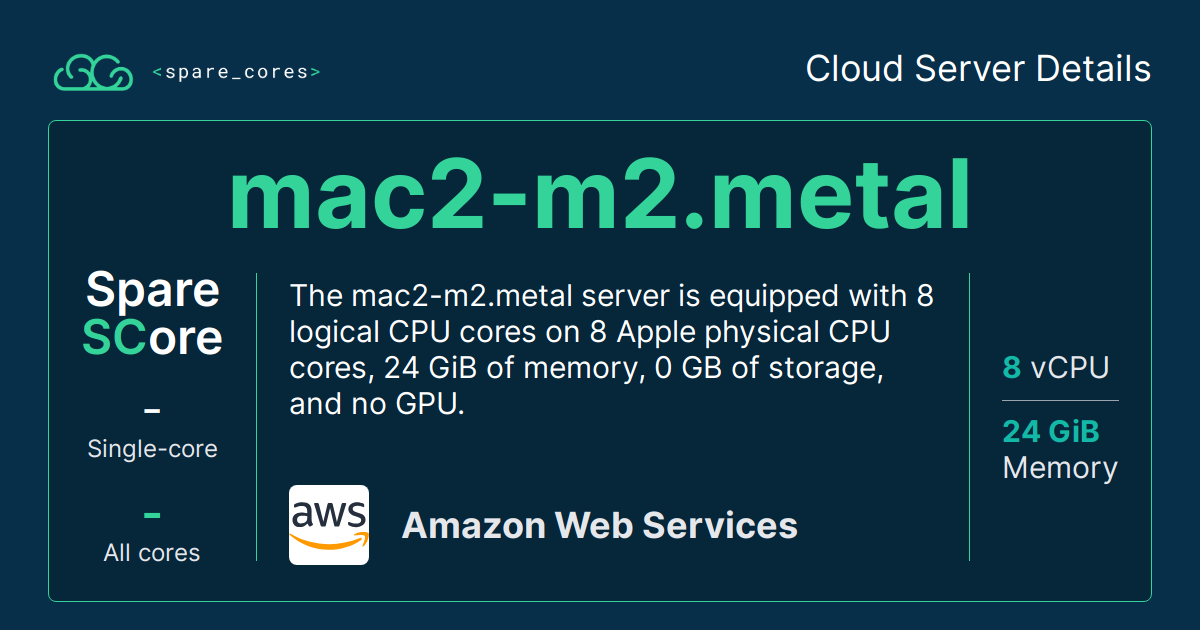 <spare_cores>
Cloud Server Details
mac2-m2.metal
Spare
SCore
-
Single-core
-
All cores
The mac2-m2.metal server is equipped with 8
logical CPU cores on 8 Apple physical CPU
cores, 24 GiB of memory, 0 GB of storage,
and no GPU.
aws
Amazon Web Services
8 vCPU
24 GiB
Memory